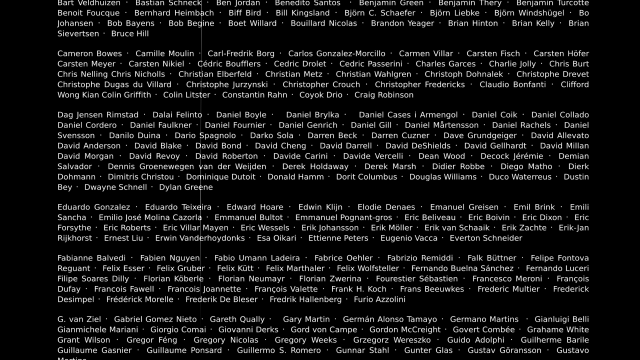 Bart Veldhuizen · Bastian Schneck · Ben Jordan · Benedito Santos · Benjamin Green · Benjamin Thery · Benjamin Turcotte
Benoit Foucque · Bernhard Heimbach · Biff Bird · Bill Kingsland · Björn C. Schaefer · Björn Liebke · Björn Windshügel · Bo
Johansen · Bob Bayens · Bob Begin · Boet Willard · Bouillard Nicolas · Brandon Yeager · Brian Hinton · Brian Kelly · Brian
Sievertsen · Bruce Hill
Cameron Bowes · Camille Moulin · Carl-Fredrik Borg · Carlos Gonzalez-Morcillo · Carmen Villar · Carsten Fisch · Carsten Höfer
Carsten Meyer · Carsten Nikiel · Cédric Boufflers · Cedric Drolet · Cedric Passerini · Charles Garces · Charlie Jolly · Chris Burt
Chris Nelling Chris Nicholls · Christian Elberfeld · Christian Metz · Christian Wahlgren · Christoph Dohnalek · Christophe Drevet
Christophe Dugas du Villard · Christophe Jurzynski · Christopher Crouch · Christopher Fredericks · Claudio Bonfanti · Clifford
Wong Kian Colin Griffith · Colin Litster · Constantin Rahn · Coyok Drio · Craig Robinson
Dag Jensen Rimstad · Dalai Felinto · Daniel Boyle · Daniel Brylka · Daniel Cases i Armengol · Daniel Coik · Daniel Collado
Daniel Cordero · Daniel Faulkner · Daniel Fournier · Daniel Genrich · Daniel Gill · Daniel Mårtensson · Daniel Rachels · Daniel
Svensson · Danilo Duina · Dario Spagnolo · Darko Sola · Darren Beck · Darren Cuzner · Dave Grundgeiser · David Allevato
David Anderson · David Blake · David Bond · David Cheng · David Darrell · David DeShields · David Gellhardt · David Millan
David Morgan · David Revoy · David Roberton · Davide Carini · Davide Vercelli · Dean Wood · Decock Jérémie · Demian
Salvador · Dennis Groenewegen van der Weijden · Derek Holdaway · Derek Marsh · Didier Robbe · Diego Matho · Dierk
Dohmann · Dimitris Christou · Dominique Dutoit · Donald Hamm · Dorit Columbus · Douglas Williams · Duco Waterreus · Dustin
Bey · Dwayne Schnell · Dylan Greene
Eduardo Gonzalez · Eduardo Teixeira · Edward Hoare · Edwin Klijn · Elodie Denaes · Emanuel Greisen · Emil Brink · Emili
Sancha · Emilio José Molina Cazorla · Emmanuel Bultot · Emmanuel Pognant-gros · Eric Beliveau · Eric Boivin · Eric Dixon · Eric
Forsythe · Eric Roberts · Eric Villar Mayen · Eric Wessels · Erik Johansson · Erik Möller · Erik van Schaaik · Erik Zachte · Erik-Jan
Rijkhorst · Ernest Liu · Erwin Vanderhoydonks · Esa Oikari · Ettienne Peters · Eugenio Vacca · Everton Schneider
Fabianne Balvedi · Fabien Nguyen · Fabio Umann Ladeira · Fabrice Oehler · Fabrizio Remiddi · Falk Büttner · Felipe Fontova
Reguant · Felix Esser · Felix Gruber · Felix Kütt · Felix Marthaler · Felix Wolfsteller · Fernando Buelna Sánchez · Fernando Luceri
Filipe Soares Dilly · Florian Köberle · Florian Neumayr · Florian Zwerina · Fourestier Sébastien · Francesco Meroni · François
Dufay · Francois Fawell · Francois Joannette · François Valette · Frank H. Koch · Frans Beeuwkes · Frederic Multier · Frederick
Desimpel · Frédérick Morelle · Frederik De Bleser · Fredrik Hallenberg · Furio Azzolini
G. van Ziel · Gabriel Gomez Nieto · Gareth Qually · Gary Martin · Germán Alonso Tamayo · Germano Martins · Gianluigi Belli
Gianmichele Mariani · Giorgio Comai · Giovanni Derks · Gord von Campe · Gordon McCreight · Govert Combée · Grahame White
Grant Wilson · Gregor Féng · Gregory Nicolas · Gregory Weeks · Grzegorz Wereszko · Guido Adolphi · Guilherme Barile
Guillaume Gasnier · Guillaume Ponsard · Guillermo S. Romero · Gunnar Stahl · Gunter Glas · Gustav Göransson · Gustavo